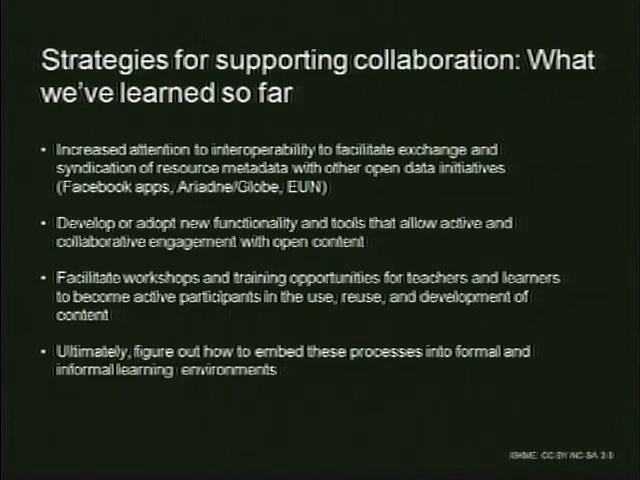 Strategies for supporting collaboration: What
we've learned so far
• Increased attention to interoperability to facilitate exchange and
syndication of resource metadata with other open data initiatives
(Facebook apps, Ariadne/Globe, EUN)
• Develop or adopt new functionality and tools that allow active and
collaborative engagement with open content
• Facilitate workshops and training opportunities for teachers and learners
to become active participants in the use, reuse, and development of
content
• Ultimately, figure out how to embed these processes into formal and
informal learning environments
CC BY NC-SA